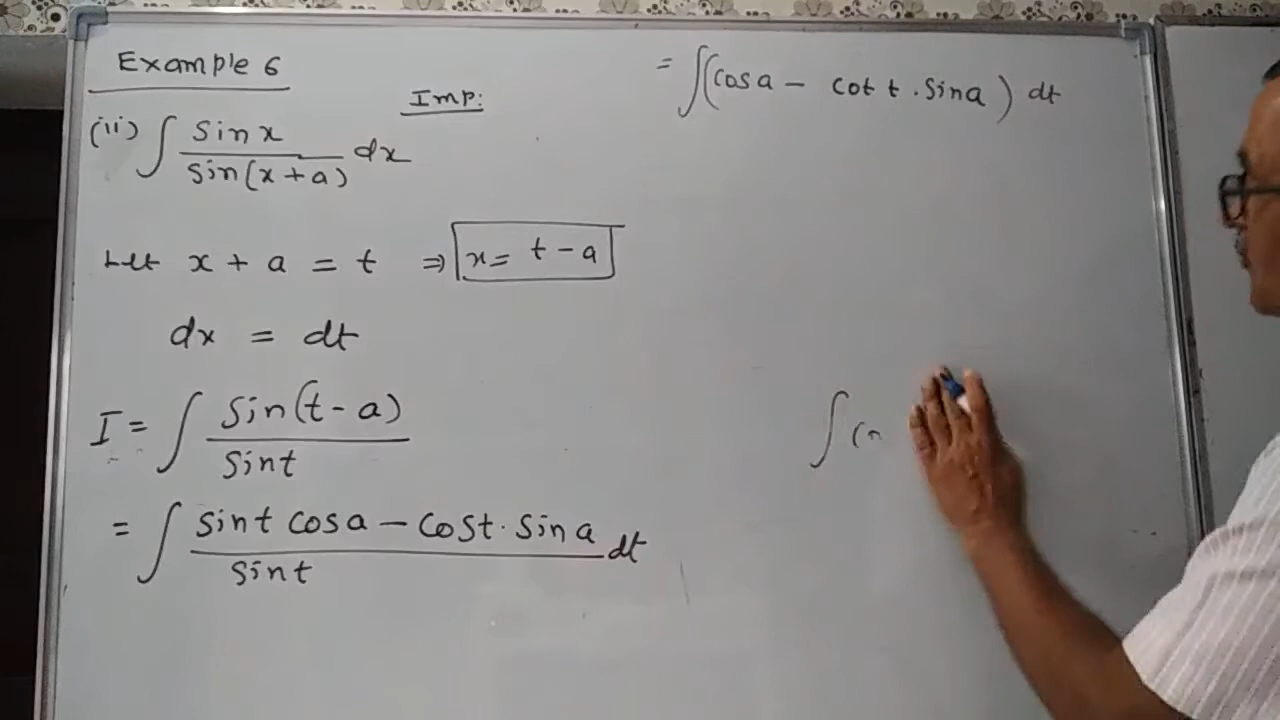 Example 6
Imp:
(ii) ∫ sin x / sin(x+a) dx
Let x + a = t ⇒ x = t - a
dx = dt
I = ∫ sin(t-a) / sint
= ∫ sint cosa - cost. sina / sint dt
= ∫(cosa - cot t. sina) dt
∫